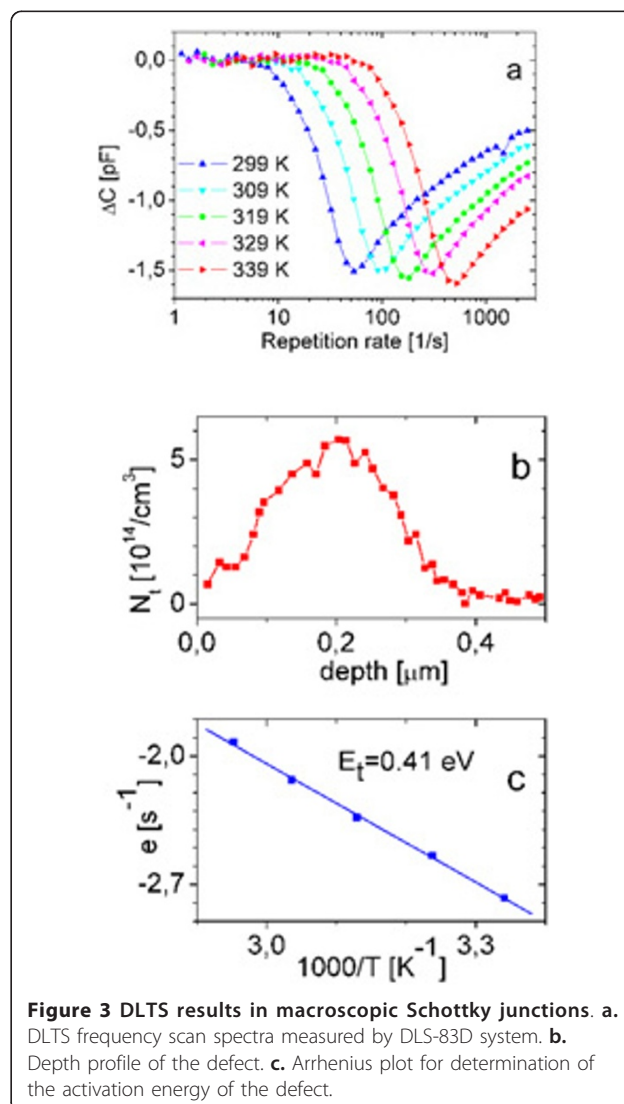 0,0
-0,5
-1,0
-1,5
ΔC [pF]
a
299 K
309 K
319 K
329 K
339 K
1 10 100 1000
Repetition rate [1/s]
5
0
N_t [10^14/cm^3]
b
0,0 0,2 0,4
depth [μm]
-2,0
-2,7
e [s^-1]
E_t=0.41 eV
c
3,0 3,3
1000/T [K^-1]
Figure 3 DLTS results in macroscopic Schottky junctions. a.
DLTS frequency scan spectra measured by DLS-83D system. b.
Depth profile of the defect. c. Arrhenius plot for determination of
the activation energy of the defect.